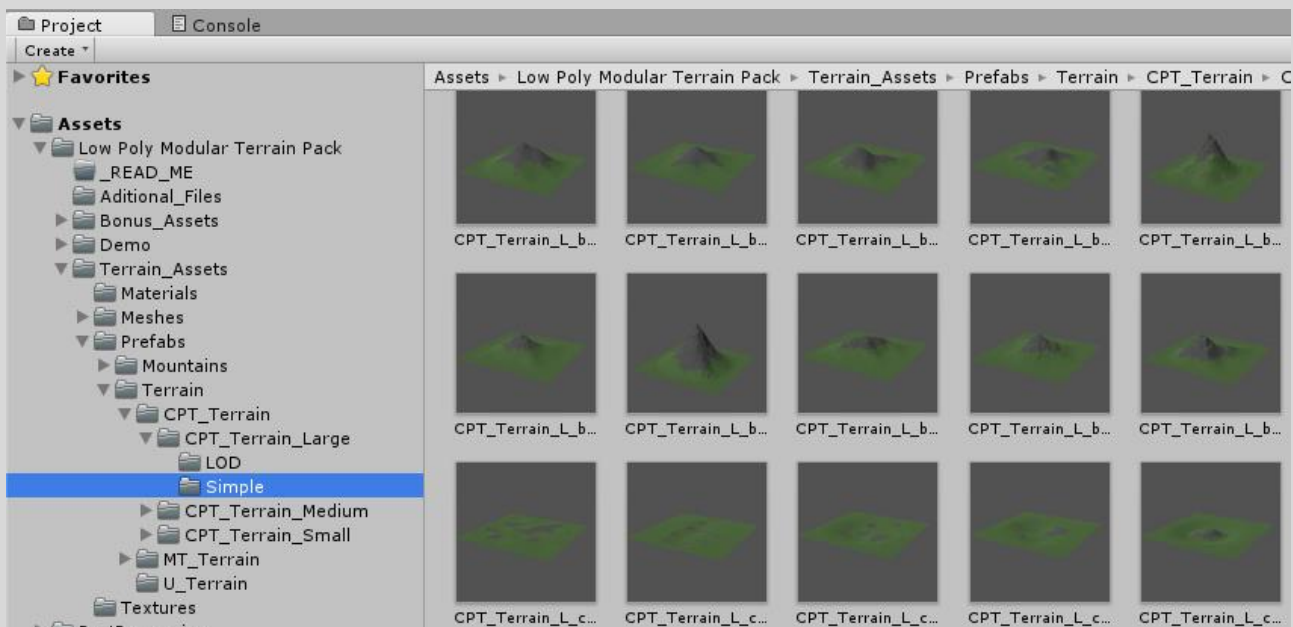 Project
Console
Create
Favorites
Assets
Low Poly Modular Terrain Pack
_READ_ME
Aditional_Files
Bonus_Assets
Demo
Terrain_Assets
Materials
Meshes
Prefabs
Mountains
Terrain
CPT_Terrain
CPT_Terrain_Large
LOD
Simple
CPT_Terrain_Medium
CPT_Terrain_Small
MT_Terrain
U_Terrain
Textures
Assets ▸ Low Poly Modular Terrain Pack ▸ Terrain_Assets ▸ Prefabs ▸ Terrain ▸ CPT_Terrain ▸ C
CPT_Terrain_L_b... CPT_Terrain_L_b... CPT_Terrain_L_b... CPT_Terrain_L_b... CPT_Terrain_L_b...
CPT_Terrain_L_b... CPT_Terrain_L_b... CPT_Terrain_L_b... CPT_Terrain_L_b... CPT_Terrain_L_b...
CPT_Terrain_L_c... CPT_Terrain_L_c... CPT_Terrain_L_c... CPT_Terrain_L_c... CPT_Terrain_L_c...